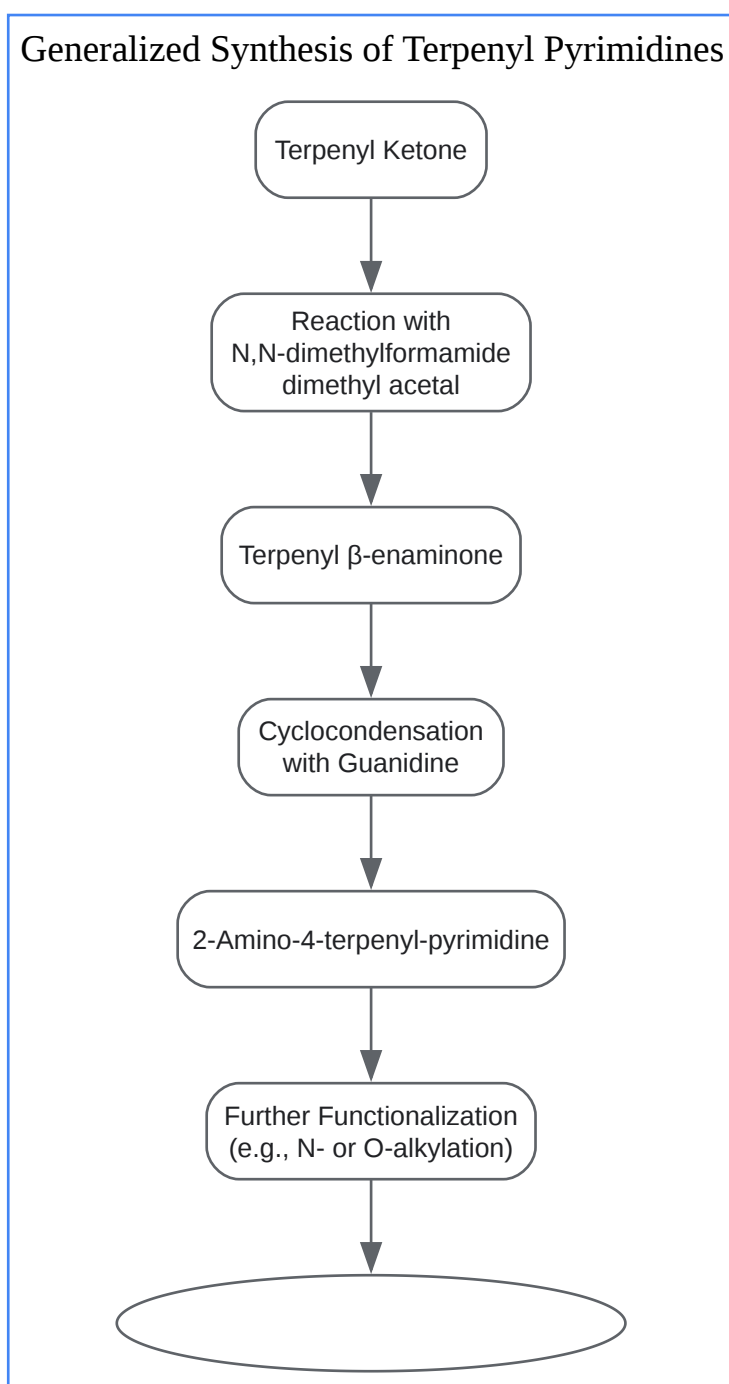 Generalized Synthesis of Terpenyl Pyrimidines
Terpenyl Ketone
Reaction with
N,N-dimethylformamide
dimethyl acetal
Terpenyl β-enaminone
Cyclocondensation
with Guanidine
2-Amino-4-terpenyl-pyrimidine
Further Functionalization
(e.g., N- or O-alkylation)